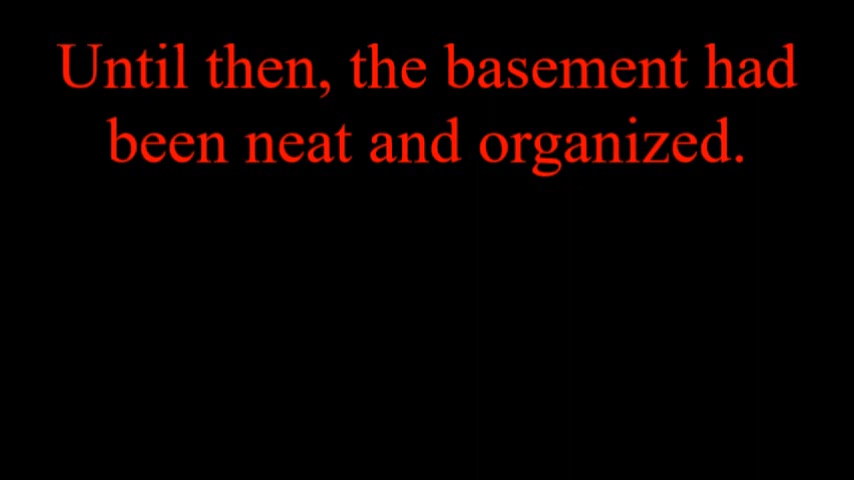 Until then, the basement had
been neat and organized.